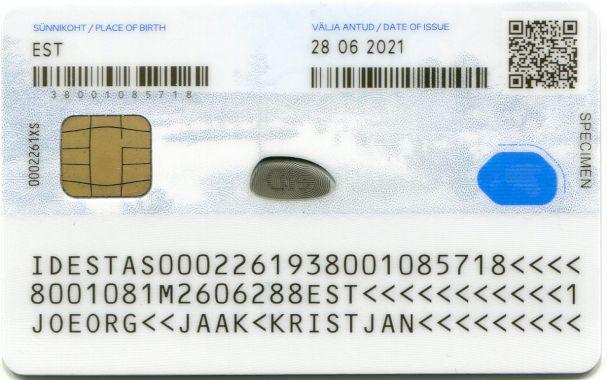 SÜNNIKOHT / PLACE OF BIRTH
EST
38001085718
VÄLJA ANTUD / DATE OF ISSUE
28 06 2021
0002261XS
SPECIMEN
IDESTAS0002261938001085718<<<<
8001081M2606288EST<<<<<<<<<<<1
JOEORG<<JAAK<KRISTJAN<<<<<<<<<